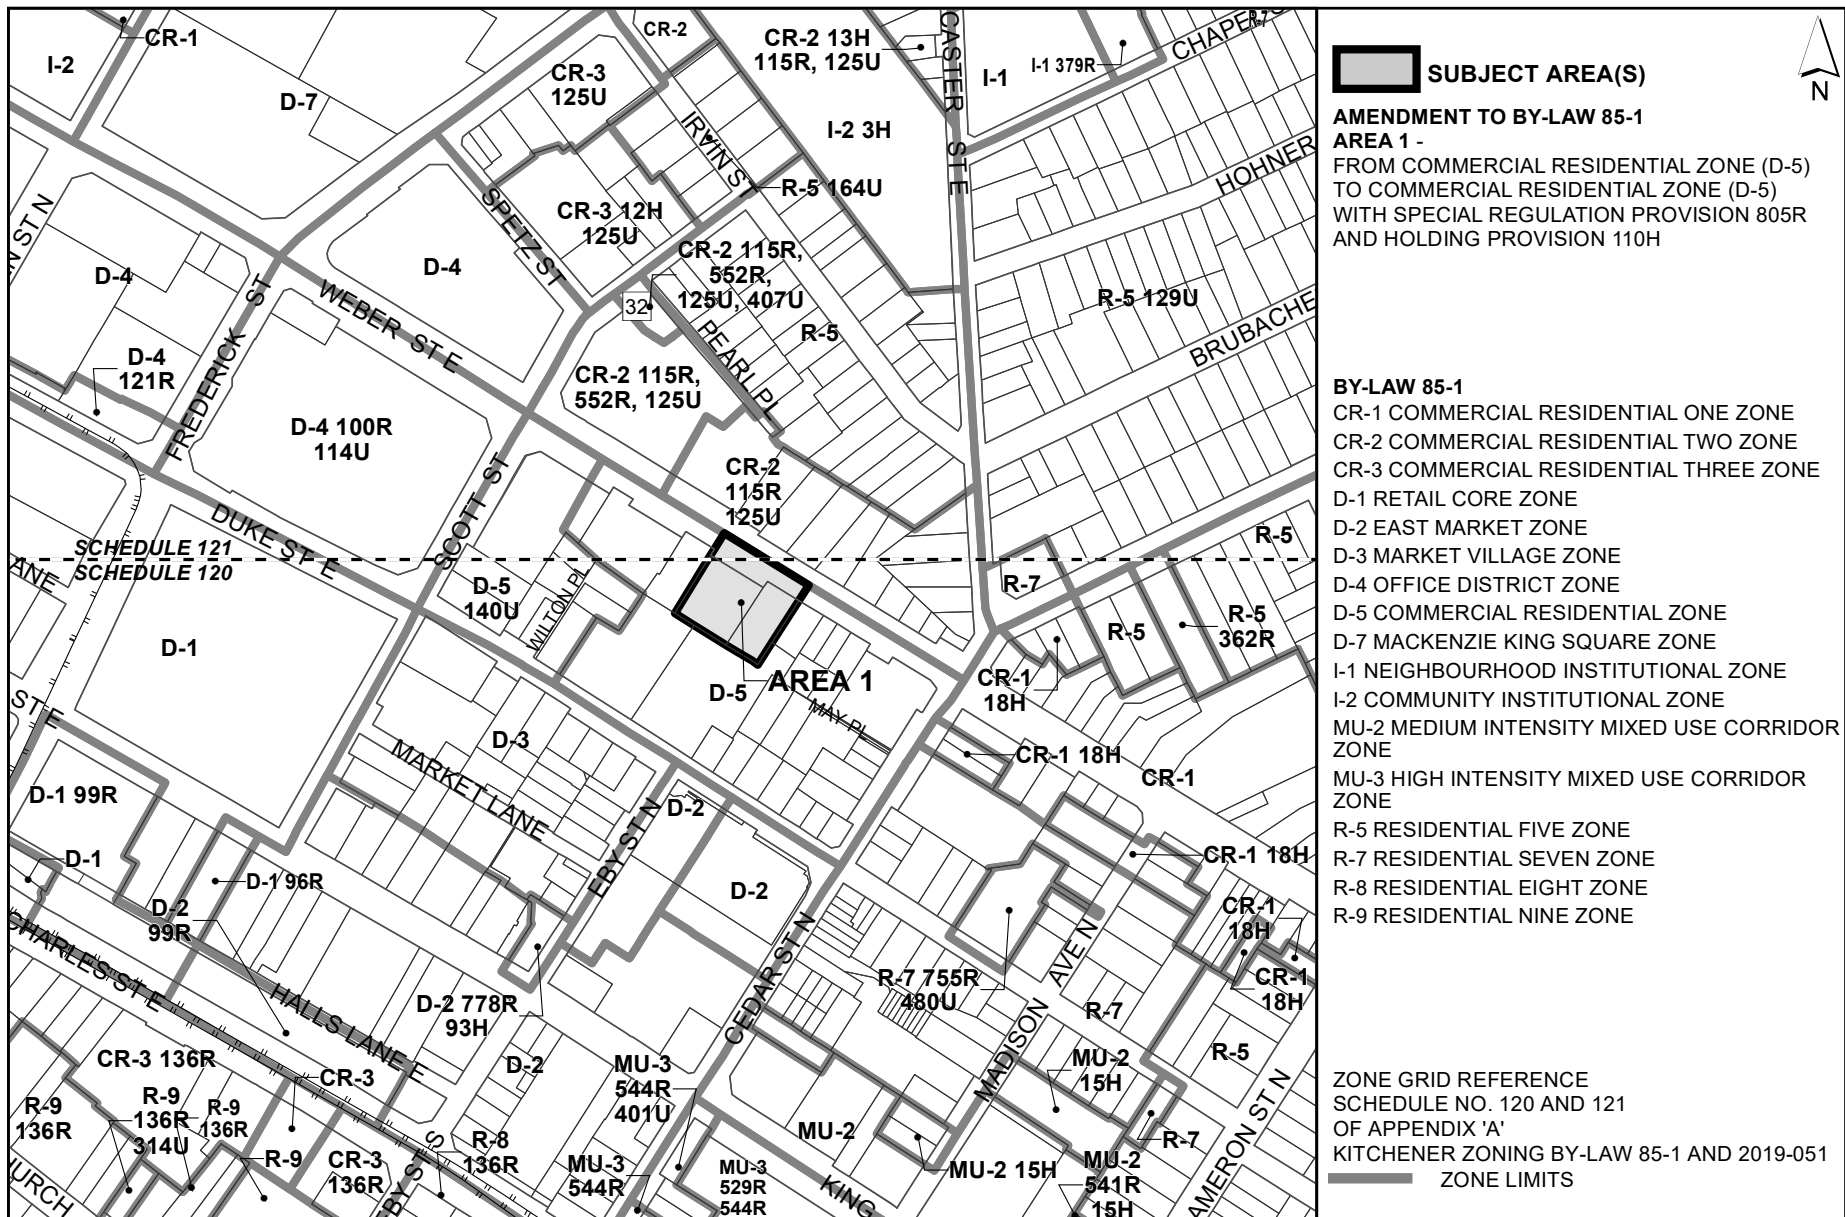 CR-1
I-2
D-7
CR-3
125U
CR-2
CR-2 13H
115R, 125U
I-1
I-1 379R
R-7
CHAPEL
CASTER ST E
I-2 3H
IRVIN ST
R-5 164U
HOHNER
CR-3 12H
125U
SPETZ ST
D-4
ST N
D-4
FREDERICK ST
WEBER ST E
CR-2 115R,
552R,
125U, 407U
32
PEARL PL
R-5
R-5 129U
BRUBACHE
D-4
121R
D-4 100R
114U
CR-2 115R,
552R, 125U
SCOTT ST
DUKE ST E
CR-2
115R
125U
SCHEDULE 121
SCHEDULE 120
ANE
D-5
140U
WILTON PL
R-5
R-7
R-5
R-5
362R
D-1
D-5
AREA 1
MAY PL
CR-1
18H
ST E
D-3
MARKET LANE
CR-1 18H
CR-1
D-1 99R
D-2
EBY ST N
D-1
D-1 96R
D-2
99R
D-2
CR-1 18H
CHARLES ST E
HALLS LANE E
CEDAR ST N
R-7 755R
480U
AVE N
MADISON
CR-1
18H
CR-1
18H
D-2 778R
93H
R-7
CR-3 136R
CR-3
D-2
MU-3
544R
401U
MU-2
15H
R-5
R-9
136R
R-9
136R
314U
R-9
136R
R-9
CR-3
136R
R-8
136R
EBY ST S
MU-3
544R
MU-3
529R
544R
MU-2
KING
MU-2 15H
MU-2
541R
15H
R-7
AMERON ST N
HURCH
SUBJECT AREA(S)
N
AMENDMENT TO BY-LAW 85-1
AREA 1 -
FROM COMMERCIAL RESIDENTIAL ZONE (D-5)
TO COMMERCIAL RESIDENTIAL ZONE (D-5)
WITH SPECIAL REGULATION PROVISION 805R
AND HOLDING PROVISION 110H
BY-LAW 85-1
CR-1 COMMERCIAL RESIDENTIAL ONE ZONE
CR-2 COMMERCIAL RESIDENTIAL TWO ZONE
CR-3 COMMERCIAL RESIDENTIAL THREE ZONE
D-1 RETAIL CORE ZONE
D-2 EAST MARKET ZONE
D-3 MARKET VILLAGE ZONE
D-4 OFFICE DISTRICT ZONE
D-5 COMMERCIAL RESIDENTIAL ZONE
D-7 MACKENZIE KING SQUARE ZONE
I-1 NEIGHBOURHOOD INSTITUTIONAL ZONE
I-2 COMMUNITY INSTITUTIONAL ZONE
MU-2 MEDIUM INTENSITY MIXED USE CORRIDOR
ZONE
MU-3 HIGH INTENSITY MIXED USE CORRIDOR
ZONE
R-5 RESIDENTIAL FIVE ZONE
R-7 RESIDENTIAL SEVEN ZONE
R-8 RESIDENTIAL EIGHT ZONE
R-9 RESIDENTIAL NINE ZONE
ZONE GRID REFERENCE
SCHEDULE NO. 120 AND 121
OF APPENDIX 'A'
KITCHENER ZONING BY-LAW 85-1 AND 2019-051
ZONE LIMITS